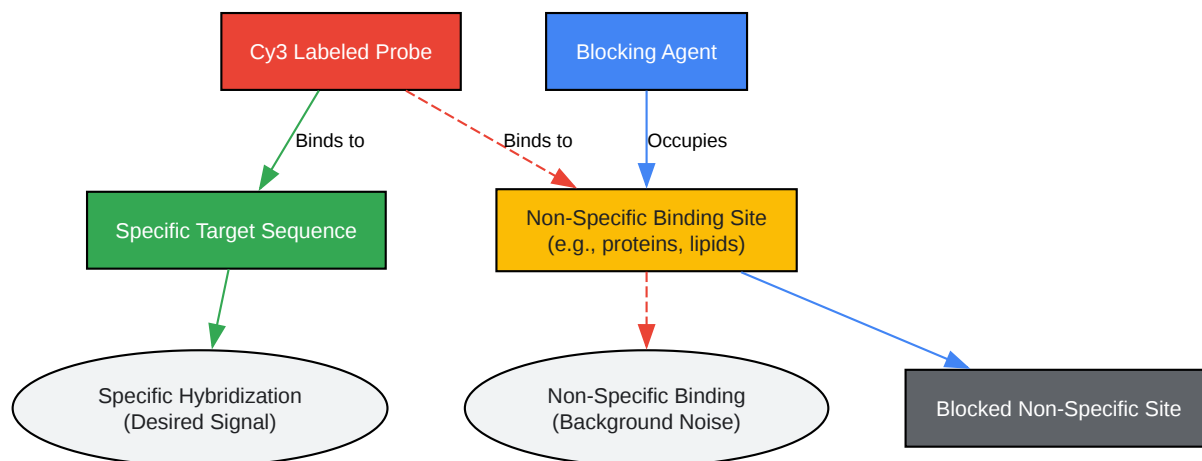 Cy3 Labeled Probe
Blocking Agent
Binds to
Binds to
Occupies
Specific Target Sequence
Non-Specific Binding Site
(e.g., proteins, lipids)
Specific Hybridization
(Desired Signal)
Non-Specific Binding
(Background Noise)
Blocked Non-Specific Site